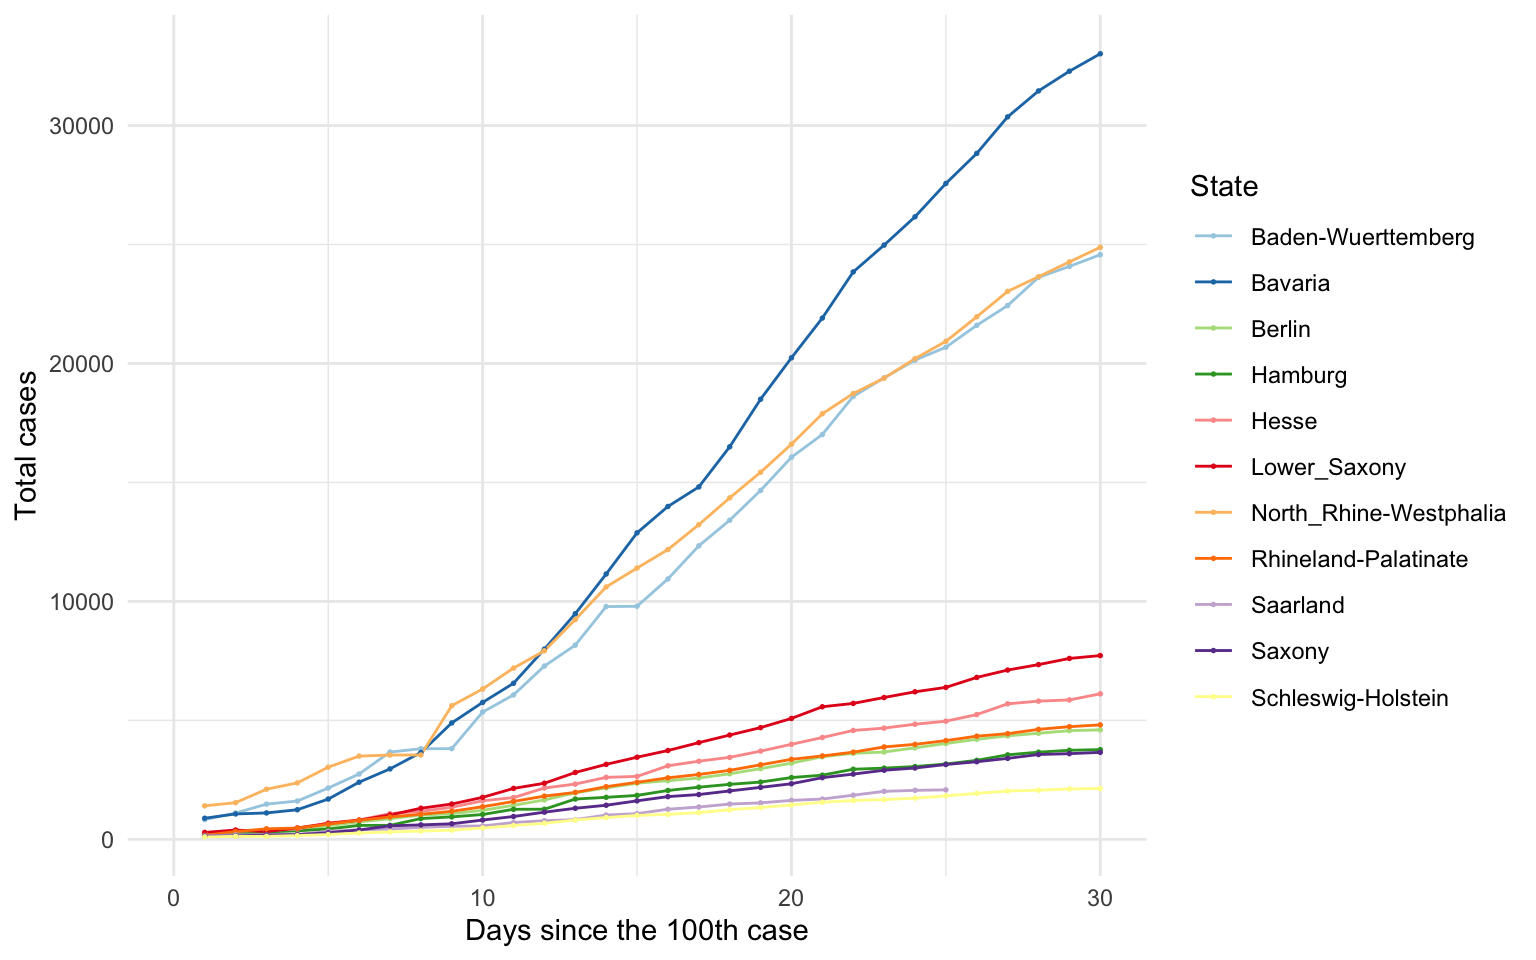 30000
20000
10000
0
Total cases
0
10
20
30
Days since the 100th case
State
Baden-Wuerttemberg
Bavaria
Berlin
Hamburg
Hesse
Lower_Saxony
North_Rhine-Westphalia
Rhineland-Palatinate
Saarland
Saxony
Schleswig-Holstein